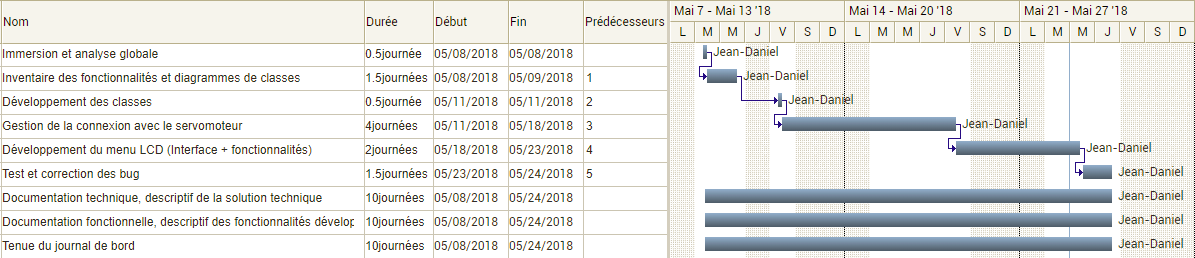 Nom Durée Début Fin Prédécesseurs
Mai 7 - Mai 13 '18 Mai 14 - Mai 20 '18 Mai 21 - Mai 27 '18
L M M J V S D L M M J V S D L M M J V S D
Immersion et analyse globale 0.5journée 05/08/2018 05/08/2018 Jean-Daniel
Inventaire des fonctionnalités et diagrammes de classes 1.5journées 05/08/2018 05/09/2018 1 Jean-Daniel
Développement des classes 0.5journée 05/11/2018 05/11/2018 2 Jean-Daniel
Gestion de la connexion avec le servomoteur 4journées 05/11/2018 05/18/2018 3 Jean-Daniel
Développement du menu LCD (Interface + fonctionnalités) 2journées 05/18/2018 05/23/2018 4 Jean-Daniel
Test et correction des bug 1.5journées 05/23/2018 05/24/2018 5 Jean-Daniel
Documentation technique, descriptif de la solution technique 10journées 05/08/2018 05/24/2018 Jean-Daniel
Documentation fonctionnelle, descriptif des fonctionnalités dévelop 10journées 05/08/2018 05/24/2018 Jean-Daniel
Tenue du journal de bord 10journées 05/08/2018 05/24/2018 Jean-Daniel